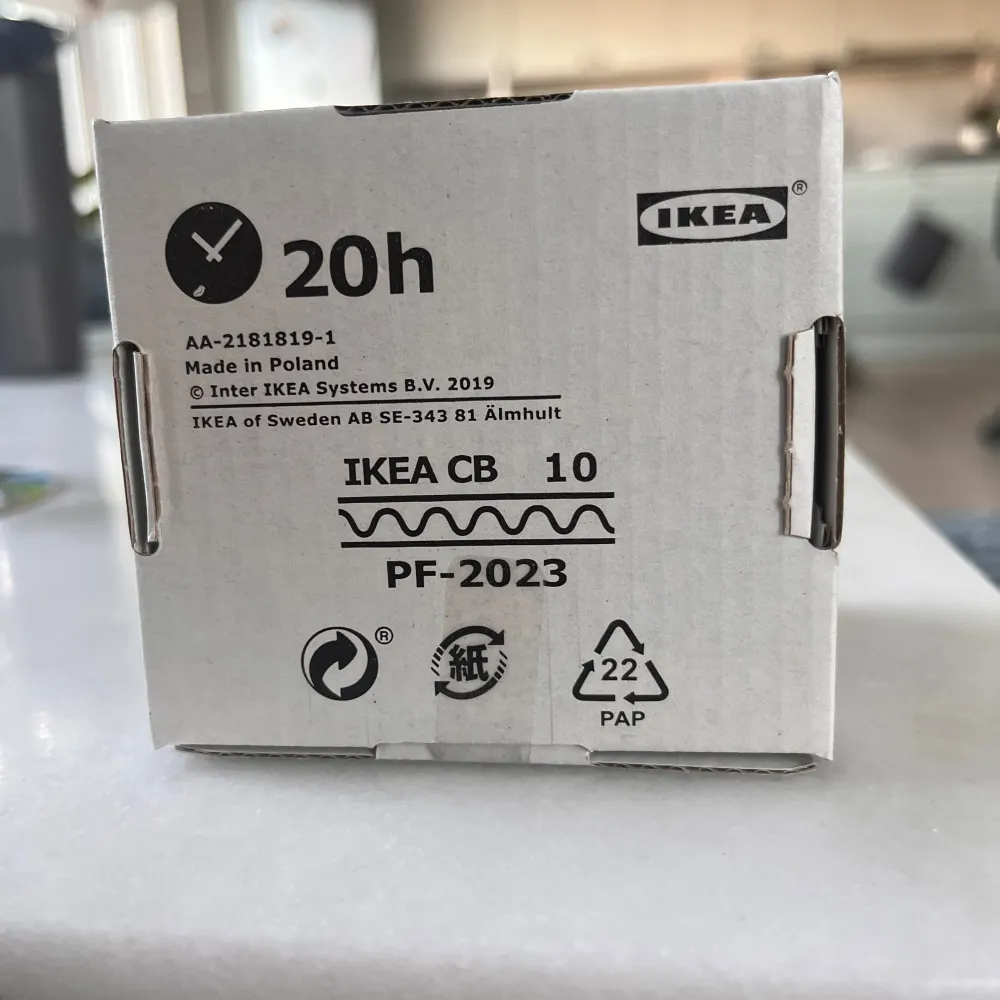 IKEA®
20h
AA-2181819-1
Made in Poland
© Inter IKEA Systems B.V. 2019
IKEA of Sweden AB SE-343 81 Älmhult
IKEA CB 10
PF-2023
®
紙
22
PAP